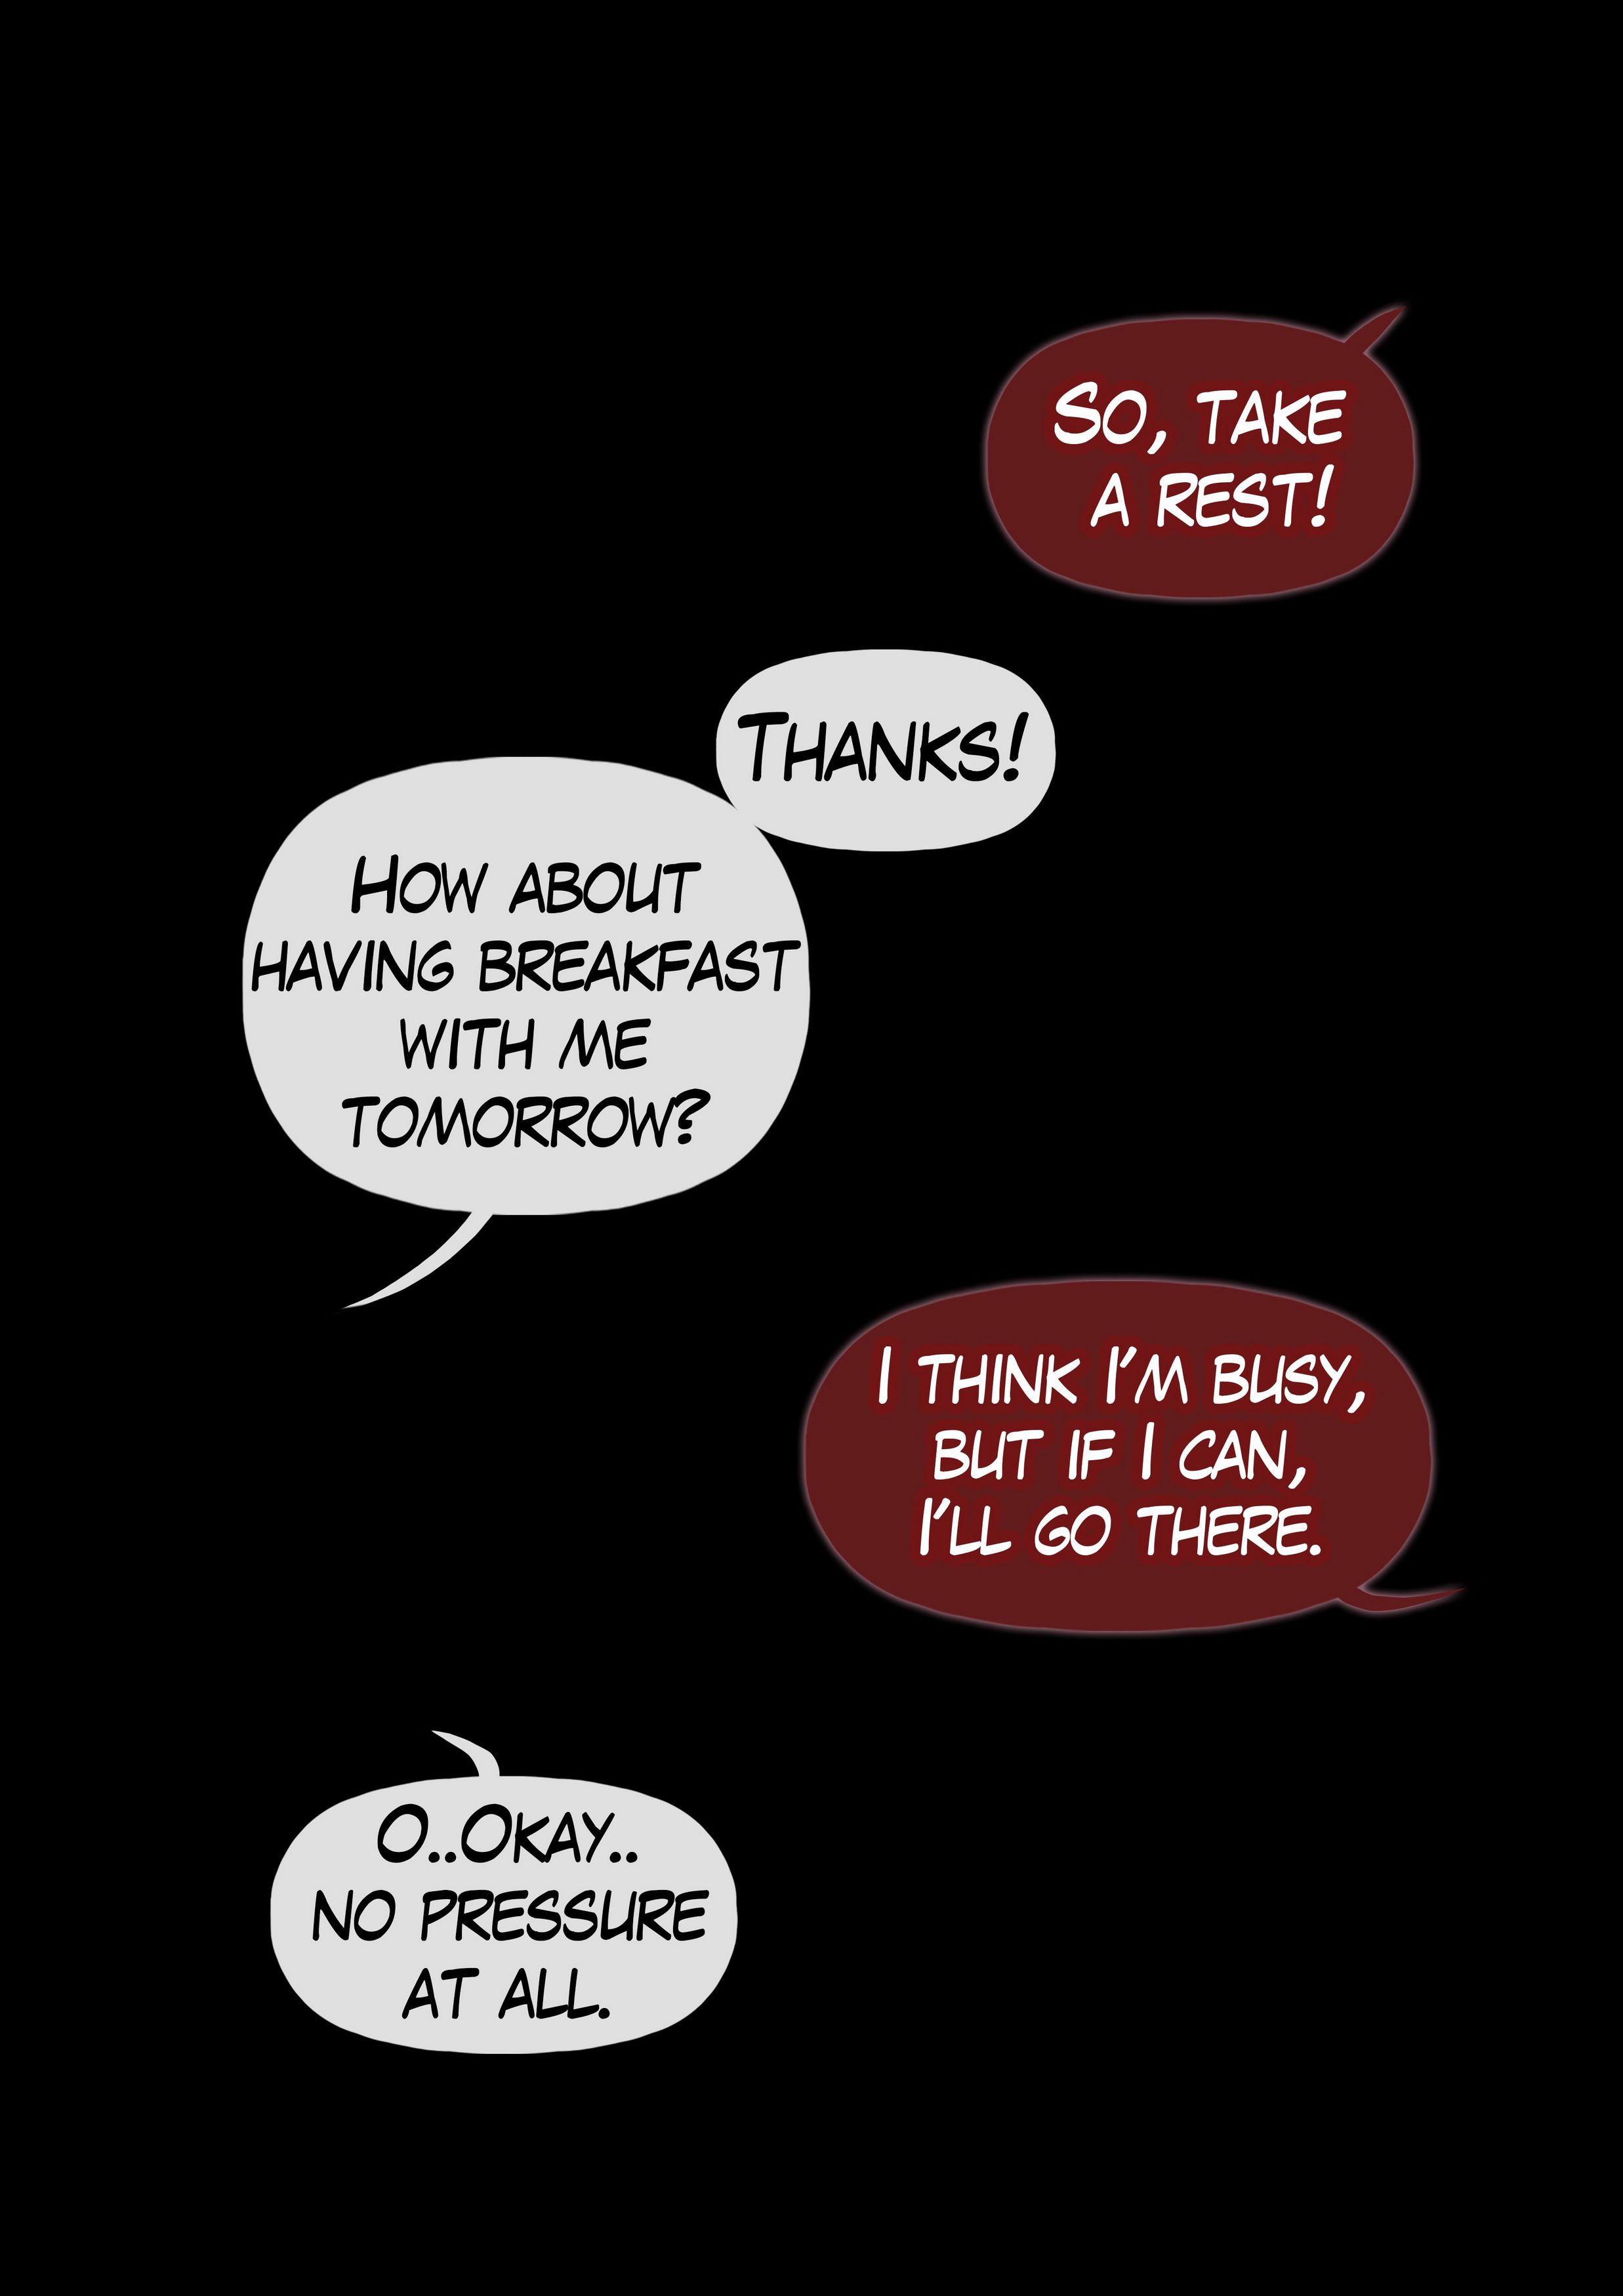 So, TAKE
A REST!
THANKS!
HOW ABOUT
HAVING BREAKFAST
WITH ME
TOMORROW?
I THINK I'M BUSY,
BUT IF I CAN,
I'LL GO THERE.
O..OKAY..
NO PRESSURE
AT ALL.